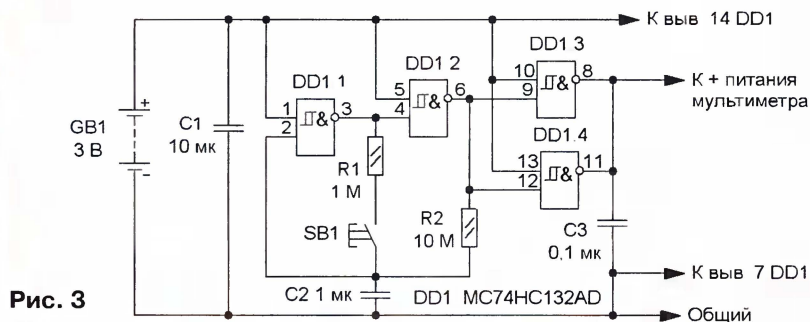 К выв 14 DD1
DD1 3
DD1 2
DD1 1
10
8
9
К + питания
мультиметра
5
4
6
1
2
3
&
&
&
+
GB1
3 В
-
C1
10 мк
DD1.4
13
12
11
&
R1
1 М
SB1
R2
10 М
C3
0,1 мк
К выв 7 DD1
Рис. 3
C2 1 мк
DD1 MC74HC132AD
Общий